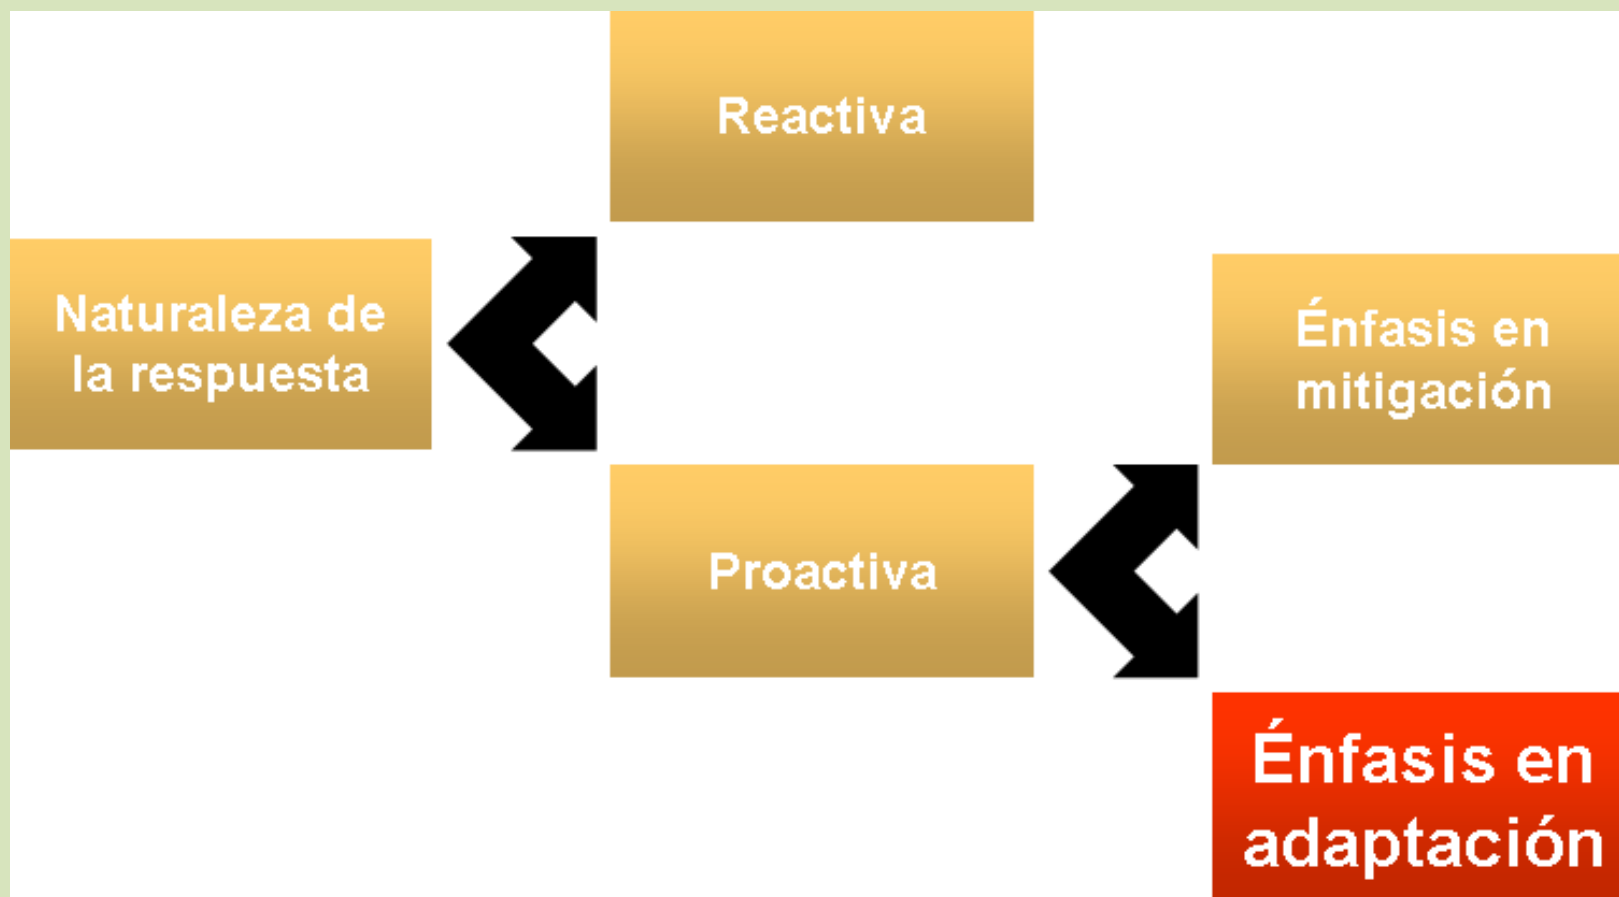 Reactiva
Naturaleza de
la respuesta
Énfasis en
mitigación
Proactiva
Énfasis en
adaptación